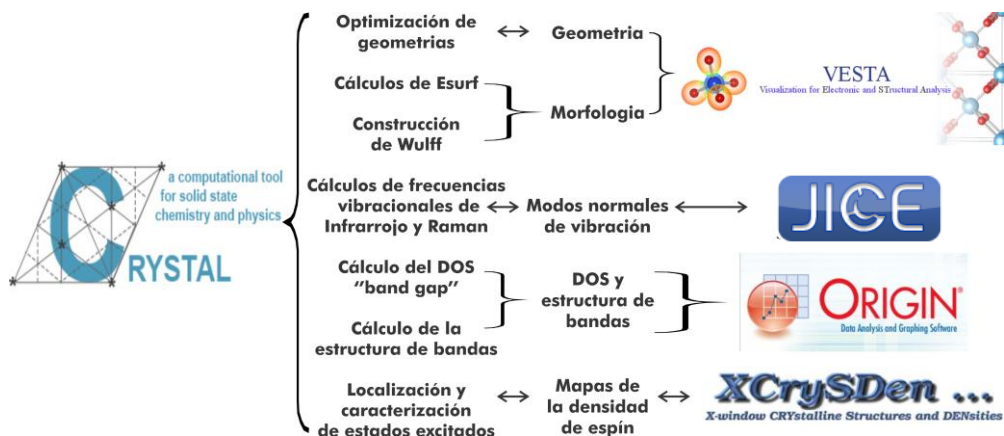 a computational tool
for solid state
chemistry and physics
CRYSTAL
Optimización de
geometrias
Geometria
Cálculos de Esurf
Construcción
de Wulff
Morfologia
VESTA
Visualization for Electronic and STructural Analysis
Cálculos de frecuencias
vibracionales de
Infrarrojo y Raman
Modos normales
de vibración
JICE
Cálculo del DOS
"band gap"
Cálculo de la
estructura de bandas
DOS y
estructura de
bandas
ORIGIN®
Data Analysis and Graphing Software
Localización y
caracterización
de estados excitados
Mapas de
la densidad
de espín
XCrySDen ...
X-window CRYstalline Structures and DENsities